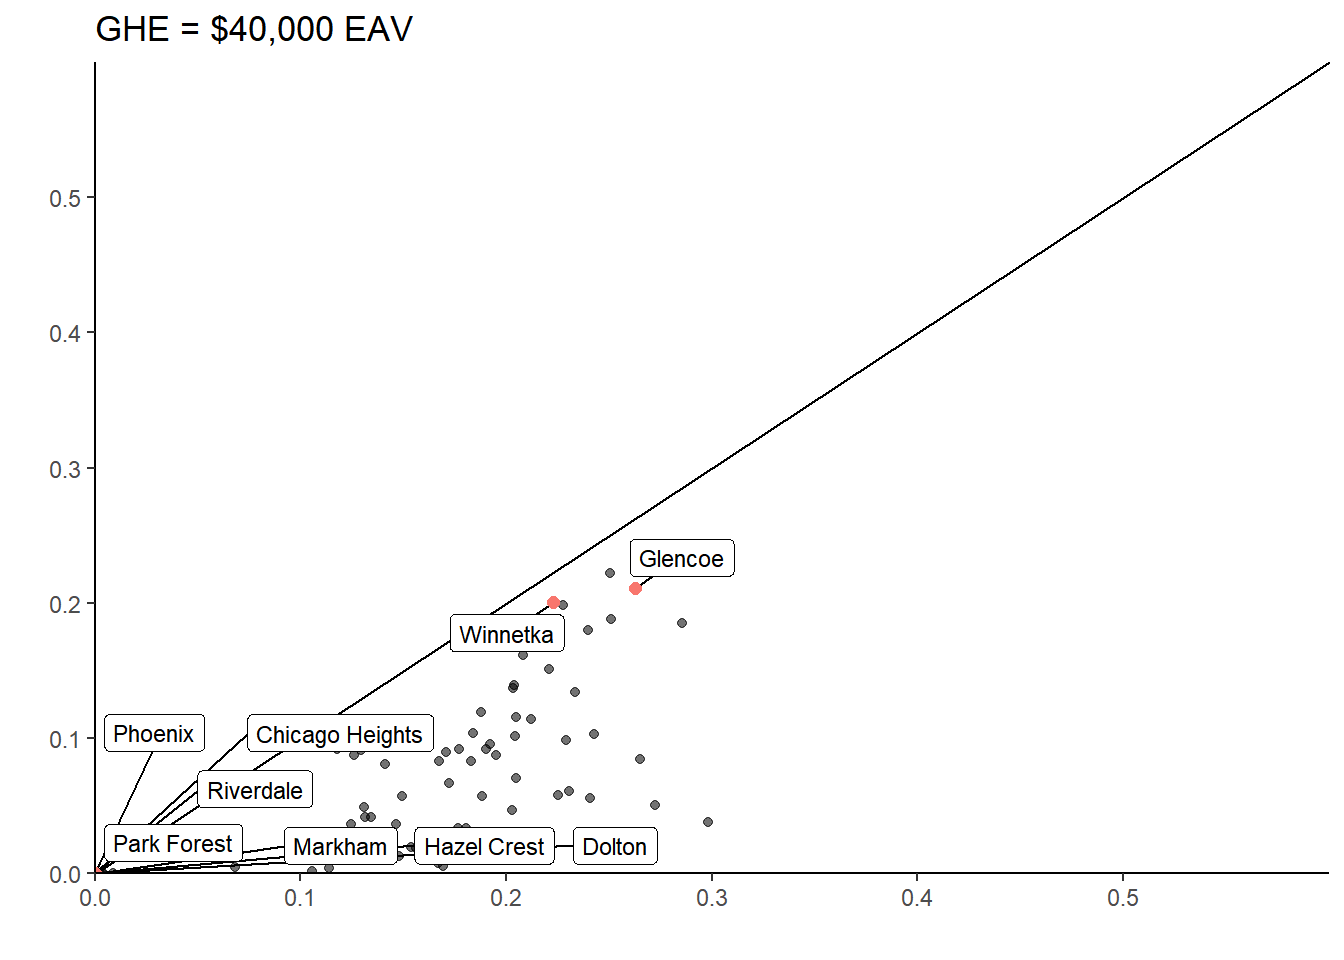 GHE = $40,000 EAV
0.5
0.4
0.3
Glencoe
0.2
Winnetka
Phoenix
Chicago Heights
0.1
Riverdale
Park Forest
Markham
Hazel Crest
Dolton
0.0
0.0 0.1 0.2 0.3 0.4 0.5